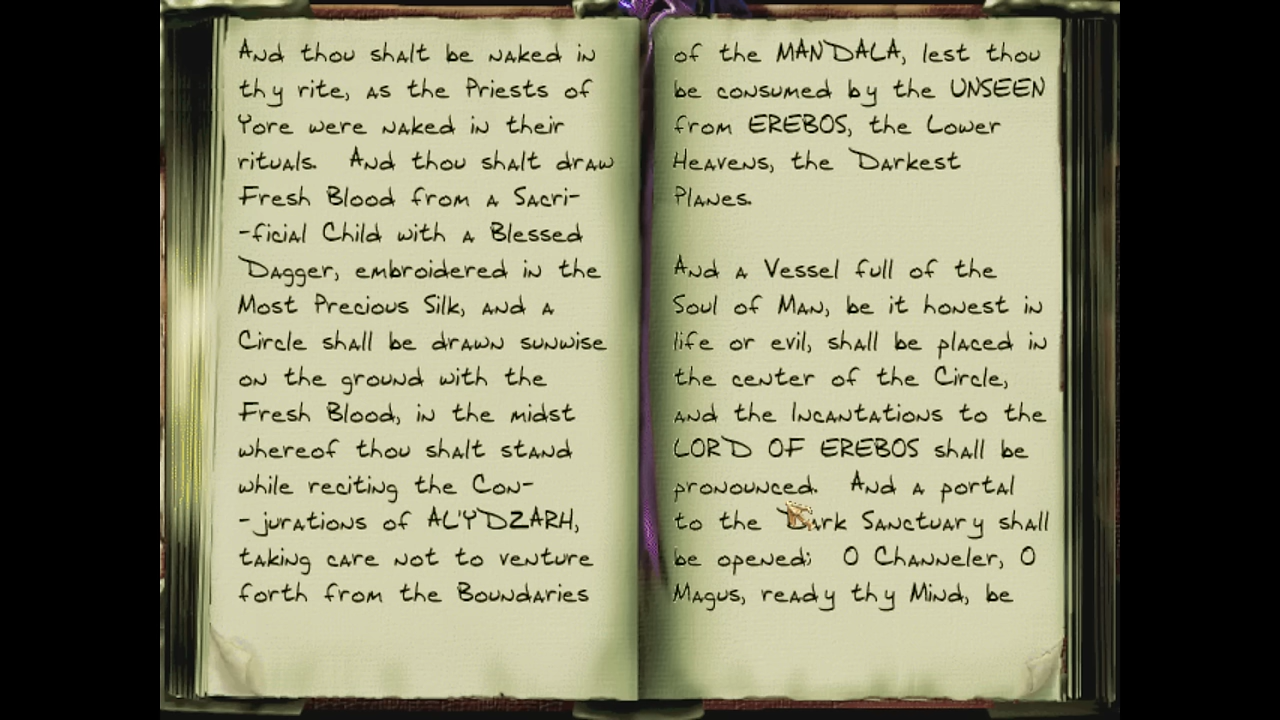 And thou shalt be naked in
thy rite, as the Priests of
Yore were naked in their
rituals. And thou shalt draw
Fresh Blood from a Sacri-
-ficial Child with a Blessed
Dagger, embroidered in the
Most Precious Silk, and a
Circle shall be drawn sunwise
on the ground with the
Fresh Blood, in the midst
whereof thou shalt stand
while reciting the Con-
-jurations of AL'YDZARH,
taking care not to venture
forth from the Boundaries
of the MANDALA, lest thou
be consumed by the UNSEEN
from EREBOS, the Lower
Heavens, the Darkest
Planes.
And a Vessel full of the
Soul of Man, be it honest in
life or evil, shall be placed in
the center of the Circle,
and the Incantations to the
LORD OF EREBOS shall be
pronounced. And a portal
to the Dark Sanctuary shall
be opened; O Channeler, O
Magus, ready thy Mind, be